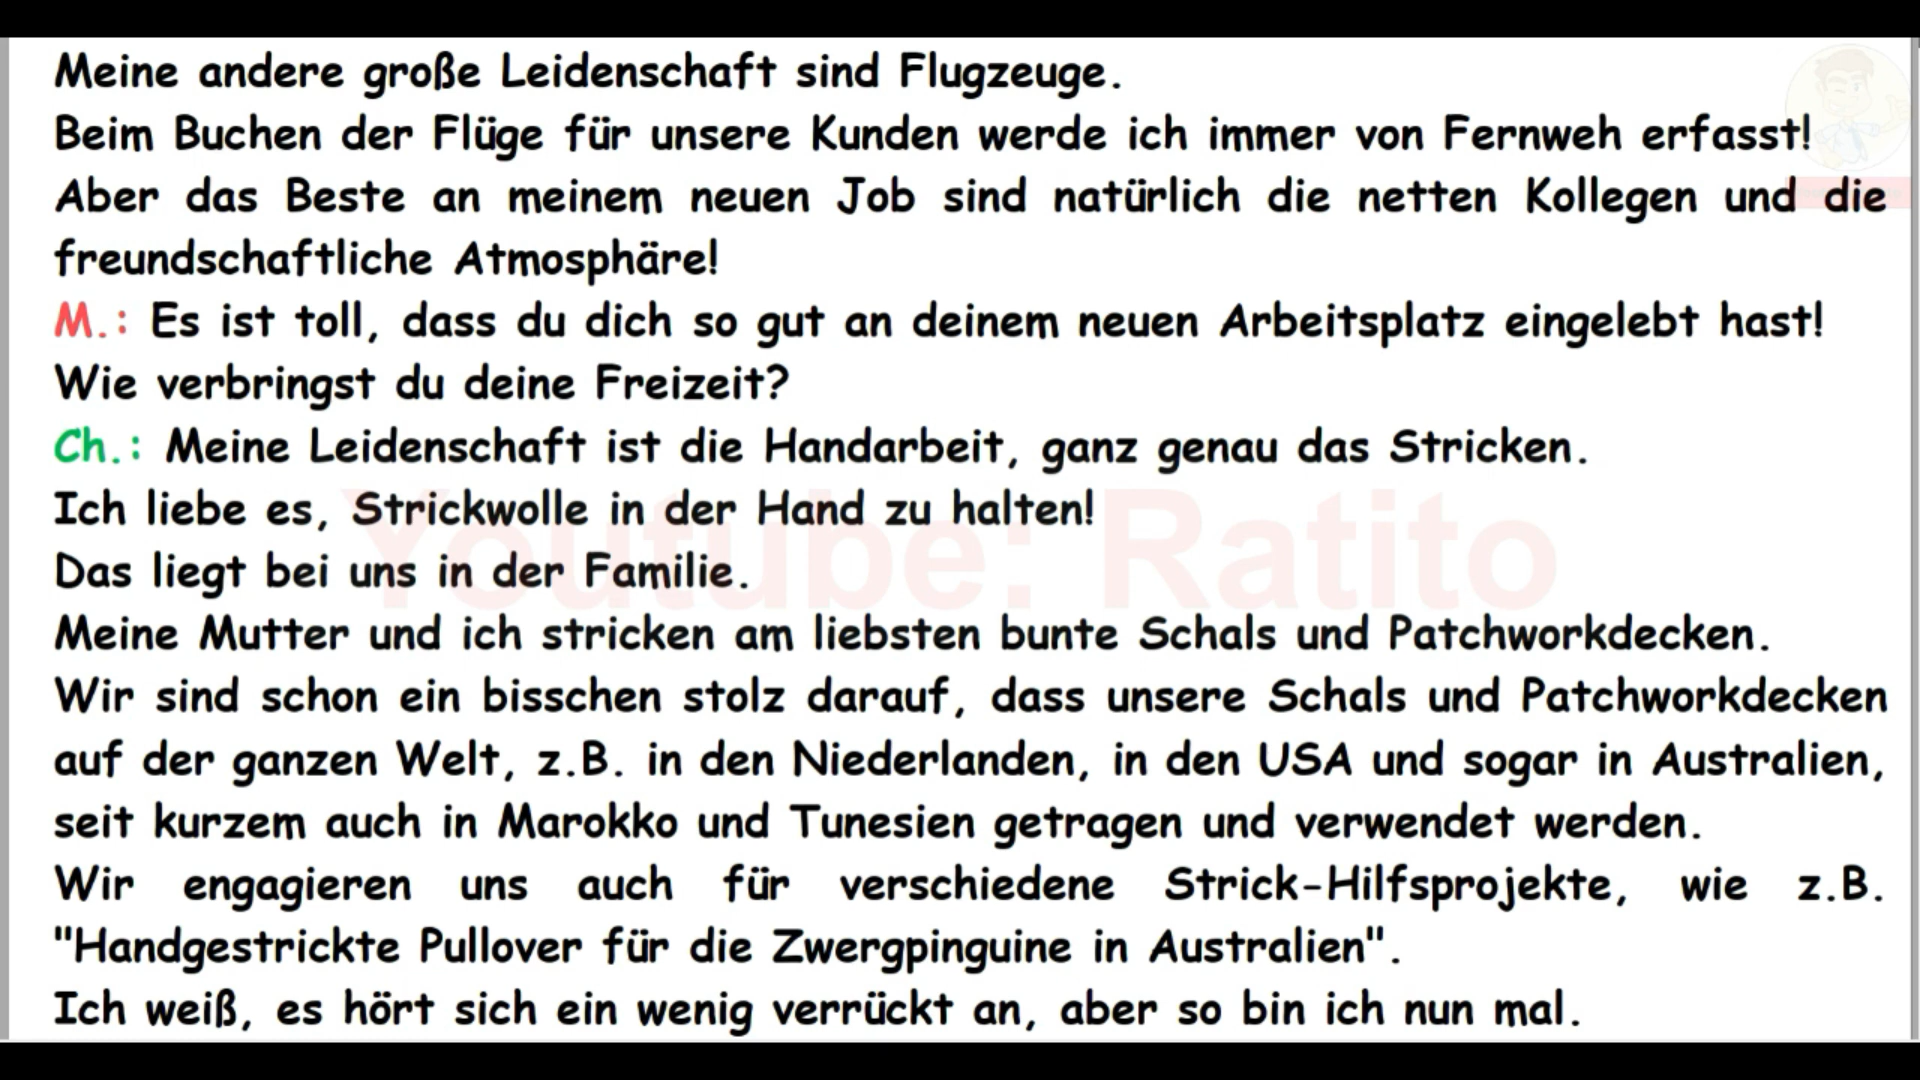 Meine andere große Leidenschaft sind Flugzeuge.
Beim Buchen der Flüge für unsere Kunden werde ich immer von Fernweh erfasst!
Aber das Beste an meinem neuen Job sind natürlich die netten Kollegen und die
freundschaftliche Atmosphäre!
M.: Es ist toll, dass du dich so gut an deinem neuen Arbeitsplatz eingelebt hast!
Wie verbringst du deine Freizeit?
Ch.: Meine Leidenschaft ist die Handarbeit, ganz genau das Stricken.
Ich liebe es, Strickwolle in der Hand zu halten!
Youtube: Ratito
Das liegt bei uns in der Familie.
Meine Mutter und ich stricken am liebsten bunte Schals und Patchworkdecken.
Wir sind schon ein bisschen stolz darauf, dass unsere Schals und Patchworkdecken
auf der ganzen Welt, z.B. in den Niederlanden, in den USA und sogar in Australien,
seit kurzem auch in Marokko und Tunesien getragen und verwendet werden.
Wir engagieren uns auch für verschiedene Strick-Hilfsprojekte, wie z.B.
"Handgestrickte Pullover für die Zwergpinguine in Australien".
Ich weiß, es hört sich ein wenig verrückt an, aber so bin ich nun mal.